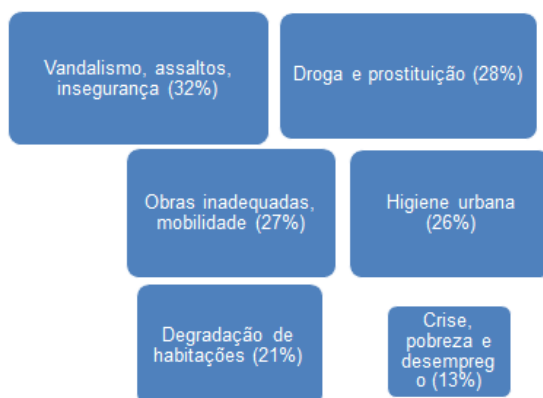 Vandalismo, assaltos,
insegurança (32%)
Droga e prostituição (28%)
Obras inadequadas,
mobilidade (27%)
Higiene urbana
(26%)
Degradação de
habitações (21%)
Crise,
pobreza e
desempreg
o (13%)